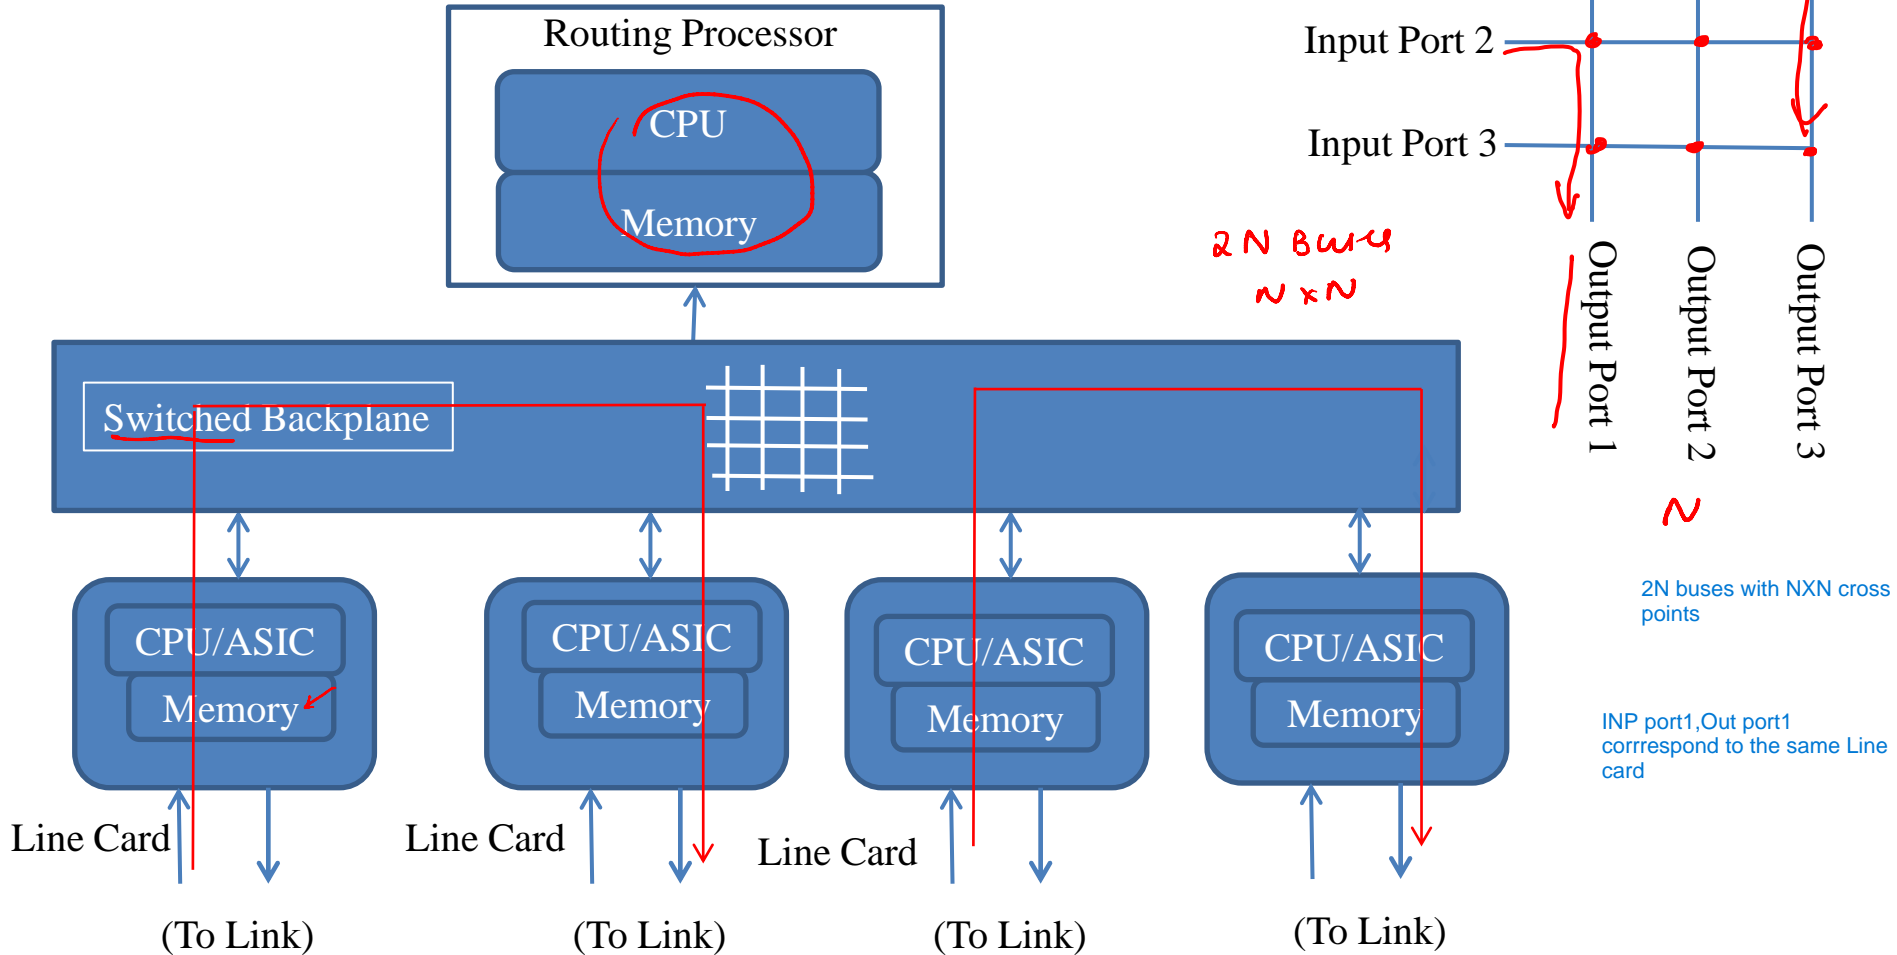 Routing Processor
CPU
Memory
Input Port 2
Input Port 3
2N Buses
N x N
Output Port 1
Output Port 2
Output Port 3
N
Switched Backplane
2N buses with NXN cross
points
INP port1,Out port1
corrrespond to the same Line
card
CPU/ASIC
Memory
CPU/ASIC
Memory
CPU/ASIC
Memory
CPU/ASIC
Memory
Line Card
Line Card
Line Card
(To Link)
(To Link)
(To Link)
(To Link)